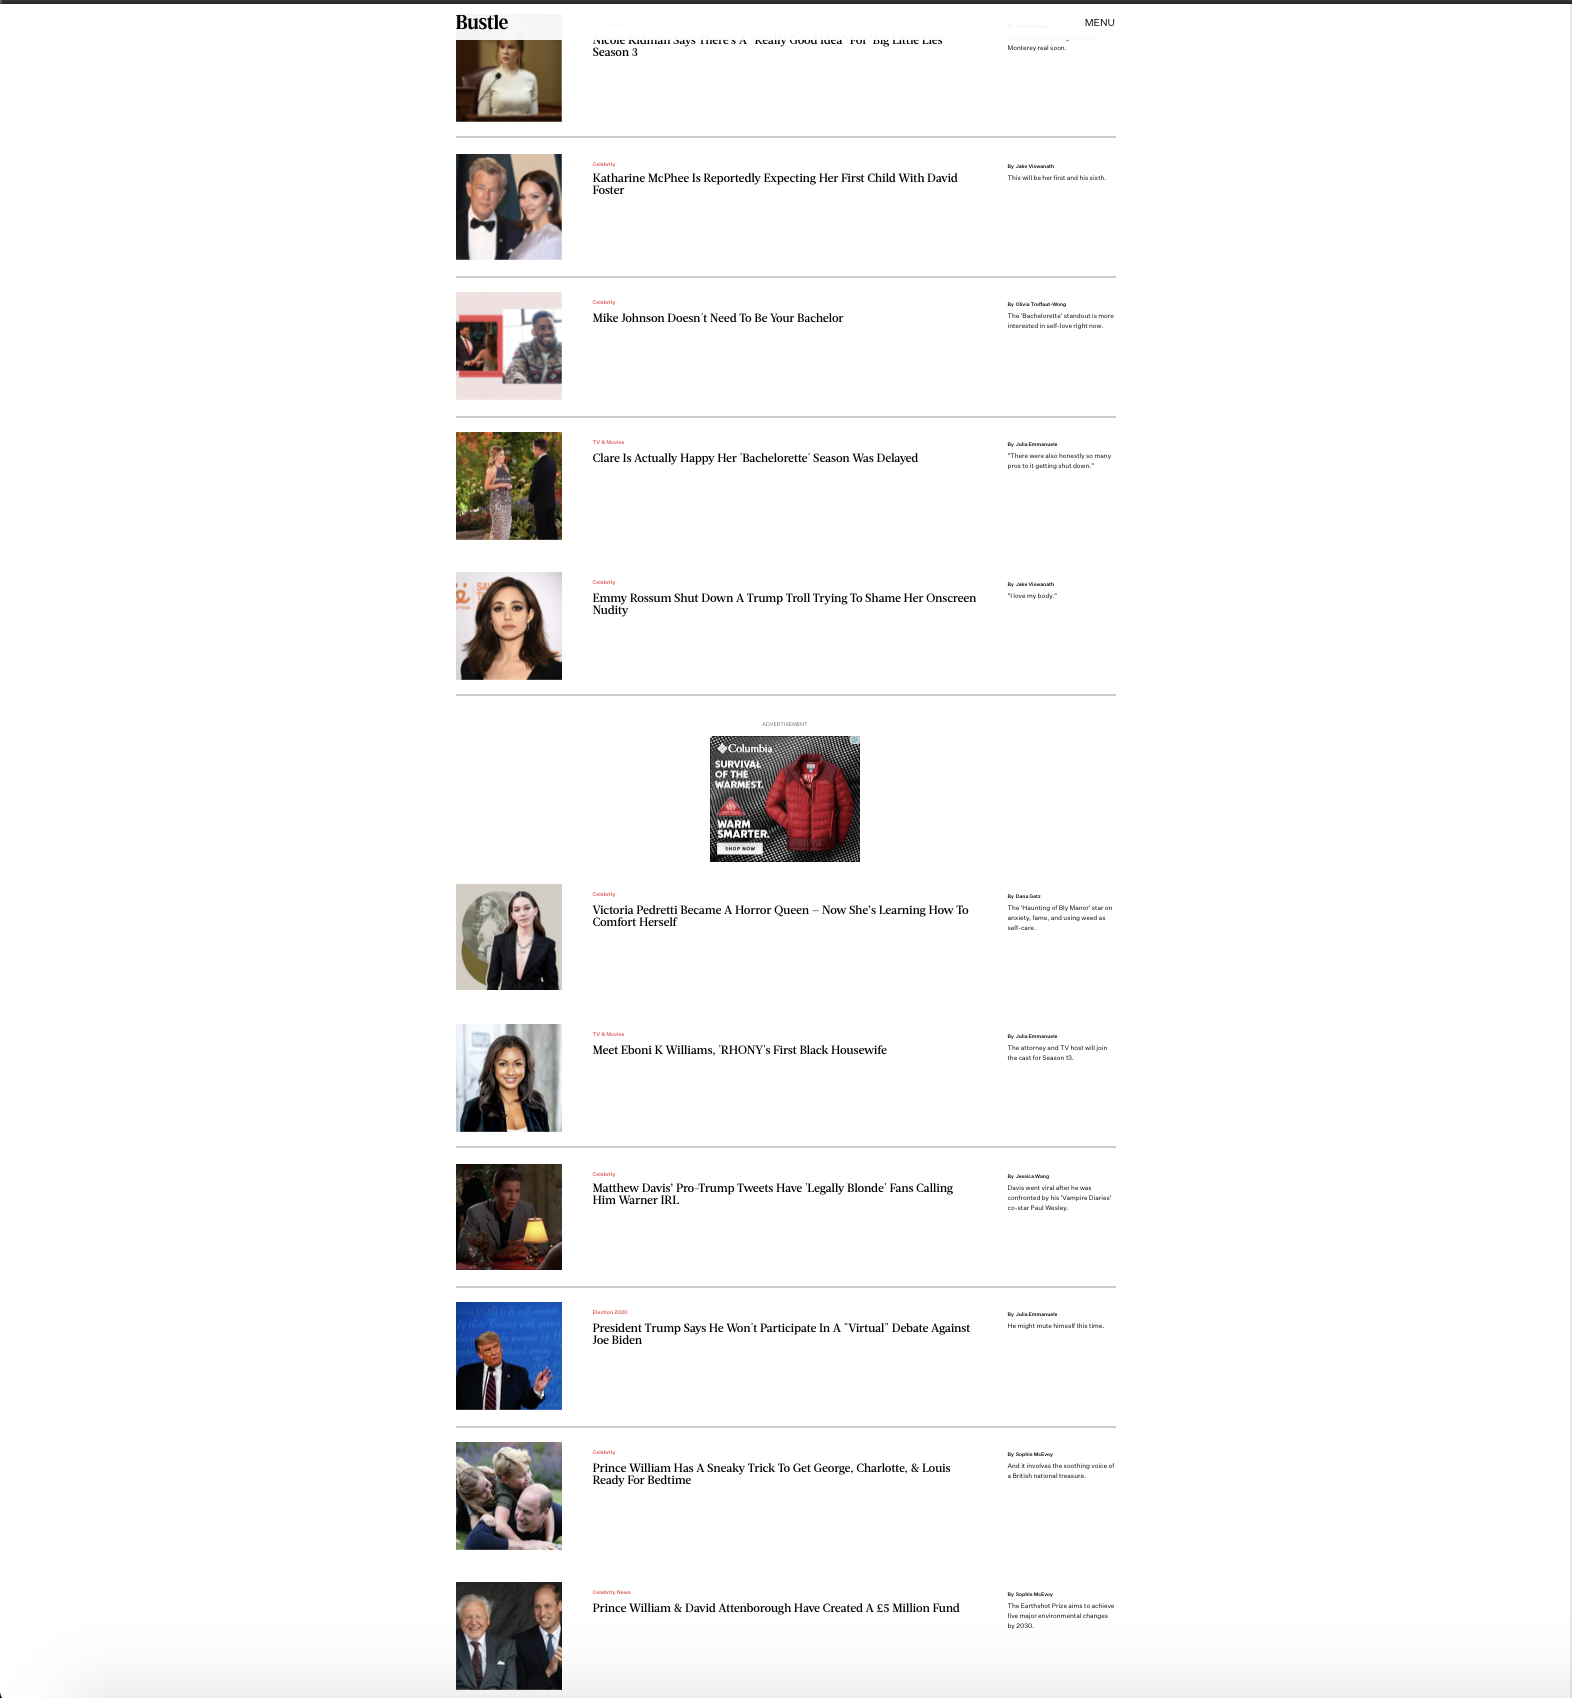 Bustle
MENU
Nicole Kidman Says There's A "Really Good Idea" For 'Big Little Lies'
Season 3
Monterey real soon.
Celebrity
Katharine McPhee Is Reportedly Expecting Her First Child With David
Foster
By Jake Viswanath
This will be her first and his sixth.
Celebrity
Mike Johnson Doesn't Need To Be Your Bachelor
By Olivia Truffaut-Wong
The 'Bachelorette' standout is more
interested in self-love right now.
TV & Movies
Clare Is Actually Happy Her 'Bachelorette' Season Was Delayed
By Julia Emmanuele
"There were also honestly so many
pros to it getting shut down."
Celebrity
Emmy Rossum Shut Down A Trump Troll Trying To Shame Her Onscreen
Nudity
By Jake Viswanath
"I love my body."
ADVERTISEMENT
Columbia
SURVIVAL
OF THE
WARMEST.
WARM
SMARTER.
SHOP NOW
Celebrity
Victoria Pedretti Became A Horror Queen — Now She's Learning How To
Comfort Herself
By Dana Getz
The 'Haunting of Bly Manor' star on
anxiety, fame, and using weed as
self-care.
TV & Movies
Meet Eboni K Williams, 'RHONY's First Black Housewife
By Julia Emmanuele
The attorney and TV host will join
the cast for Season 13.
Celebrity
Matthew Davis' Pro-Trump Tweets Have 'Legally Blonde' Fans Calling
Him Warner IRL
By Jessica Wang
Davis went viral after he was
confronted by his 'Vampire Diaries'
co-star Paul Wesley.
Election 2020
President Trump Says He Won't Participate In A "Virtual" Debate Against
Joe Biden
By Julia Emmanuele
He might mute himself this time.
Celebrity
Prince William Has A Sneaky Trick To Get George, Charlotte, & Louis
Ready For Bedtime
By Sophie McEvoy
And it involves the soothing voice of
a British national treasure.
Celebrity News
Prince William & David Attenborough Have Created A £5 Million Fund
By Sophie McEvoy
The Earthshot Prize aims to achieve
five major environmental changes
by 2030.